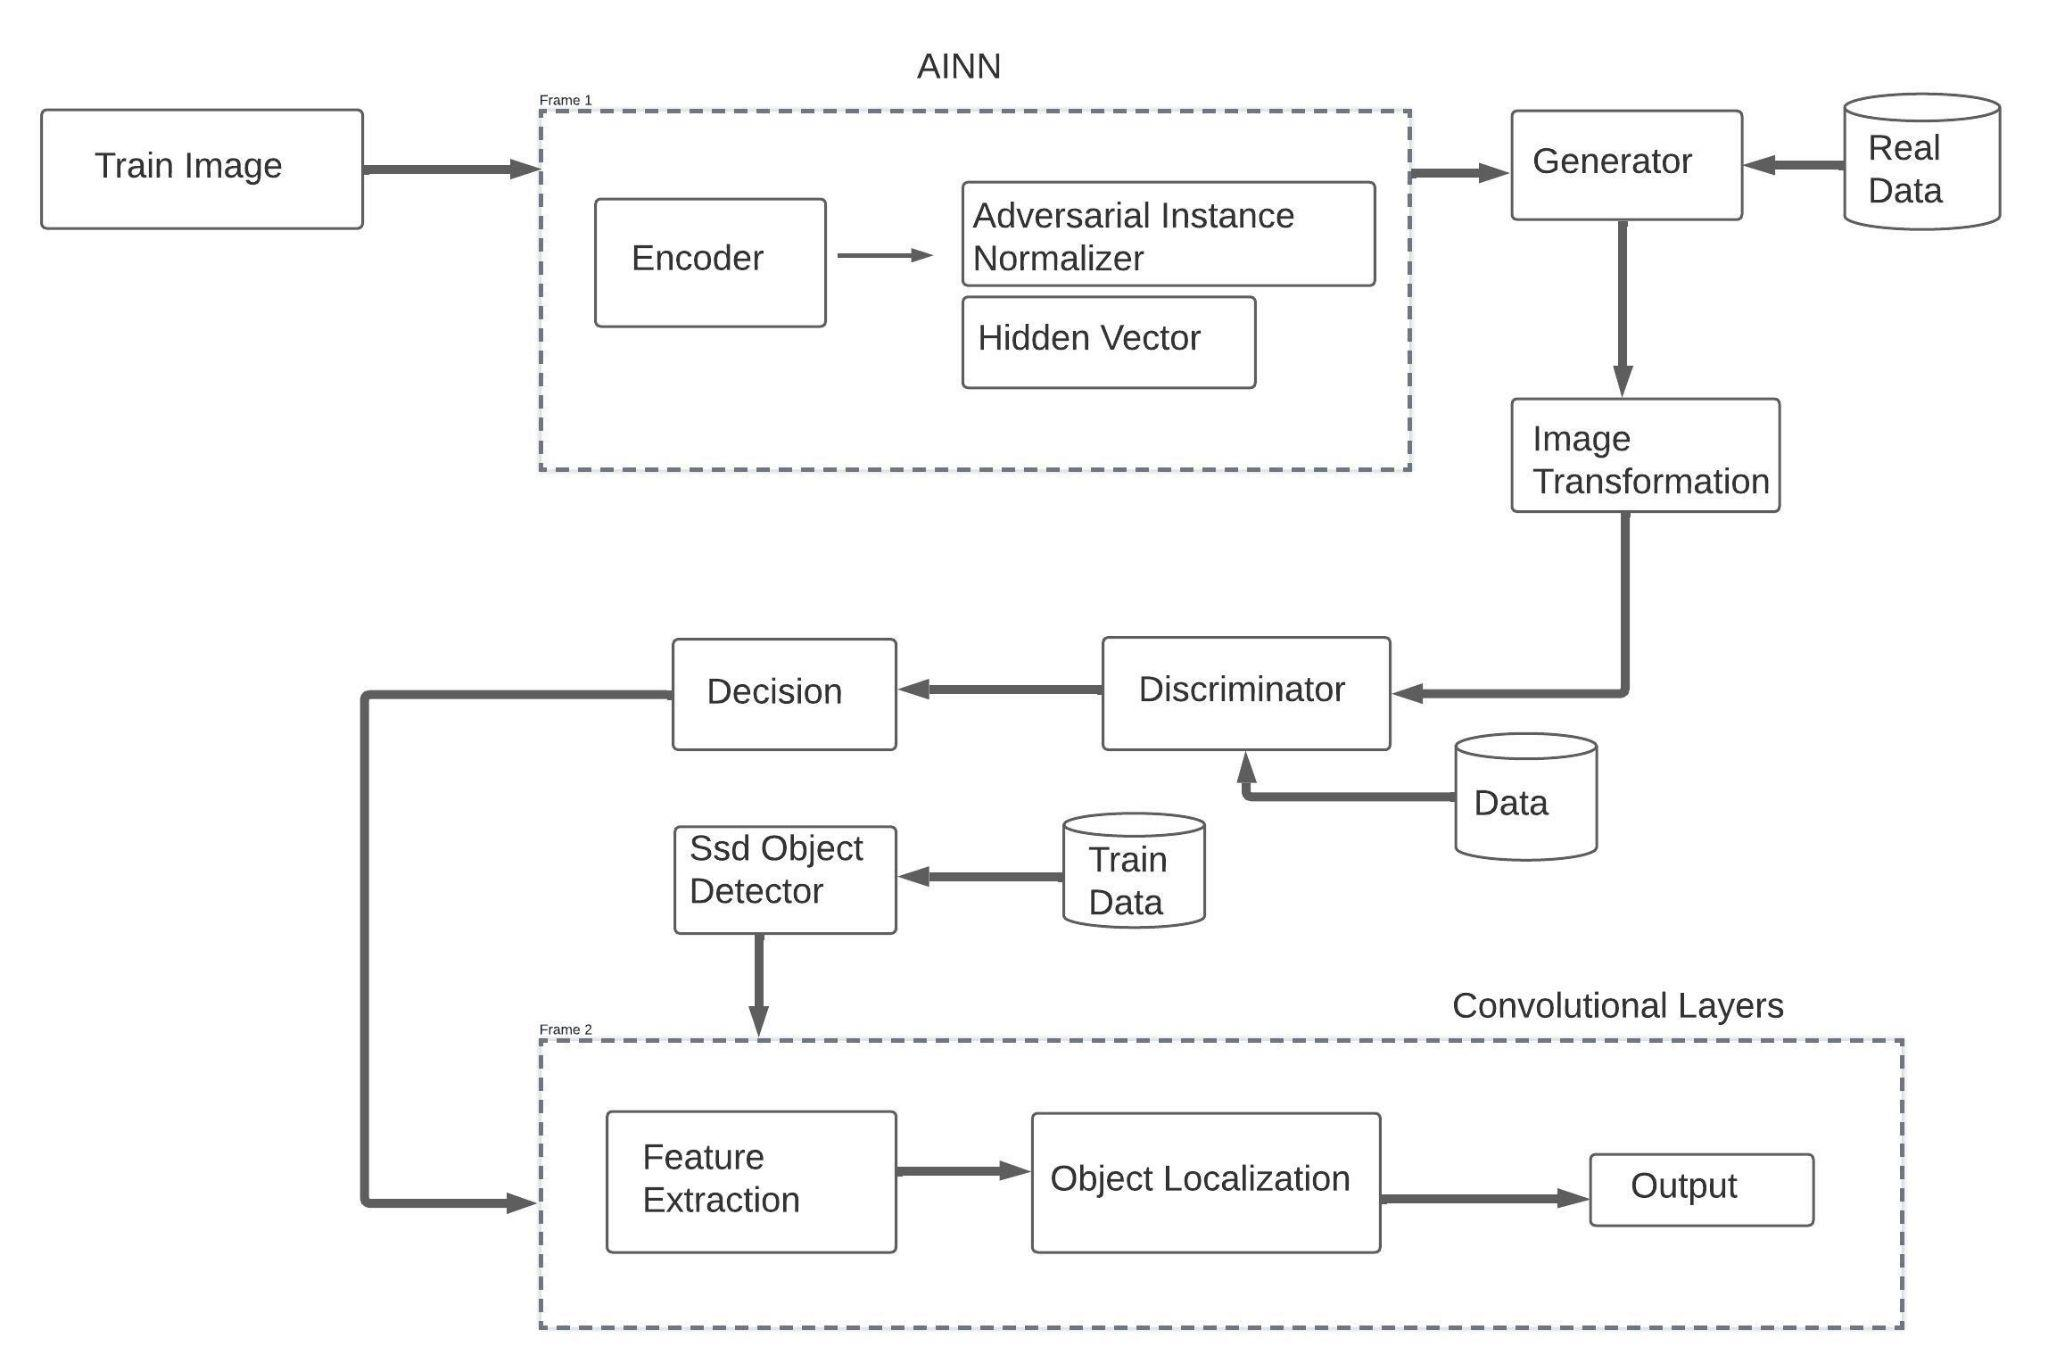 AINN
Frame 1
Train Image
Encoder
Adversarial Instance
Normalizer
Hidden Vector
Generator
Real
Data
Image
Transformation
Decision
Discriminator
Data
Ssd Object
Detector
Train
Data
Convolutional Layers
Frame 2
Feature
Extraction
Object Localization
Output